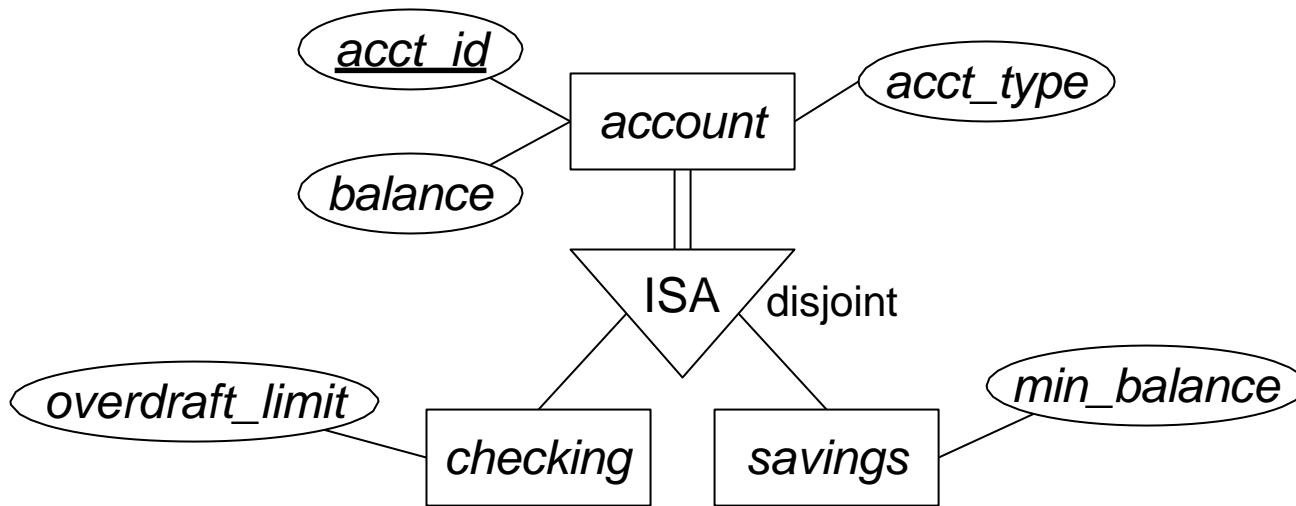 acct_id
account
acct_type
balance
ISA
disjoint
overdraft_limit
min_balance
checking
savings